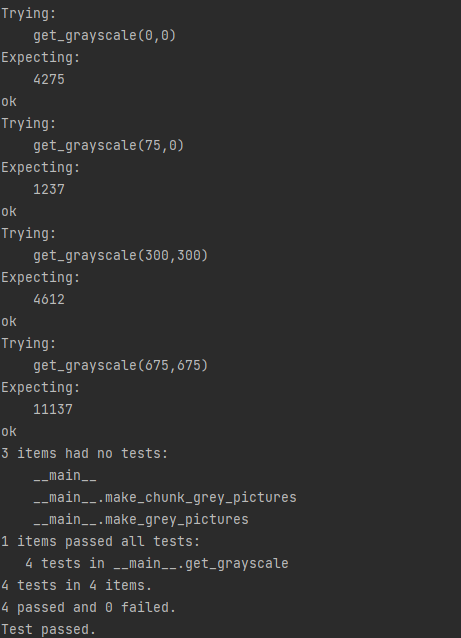 Trying:
    get_grayscale(0,0)
Expecting:
    4275
ok
Trying:
    get_grayscale(75,0)
Expecting:
    1237
ok
Trying:
    get_grayscale(300,300)
Expecting:
    4612
ok
Trying:
    get_grayscale(675,675)
Expecting:
    11137
ok
3 items had no tests:
    __main__
    __main__.make_chunk_grey_pictures
    __main__.make_grey_pictures
1 items passed all tests:
   4 tests in __main__.get_grayscale
4 tests in 4 items.
4 passed and 0 failed.
Test passed.